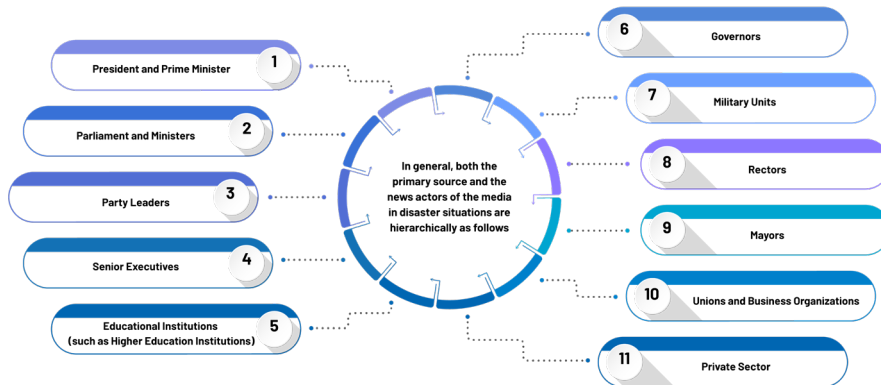 1
President and Prime Minister
2
Parliament and Ministers
3
Party Leaders
4
Senior Executives
5
Educational Institutions
(such as Higher Education Institutions)
In general, both the
primary source and the
news actors of the media
in disaster situations are
hierarchically as follows
6
Governors
7
Military Units
8
Rectors
9
Mayors
10
Unions and Business Organizations
11
Private Sector